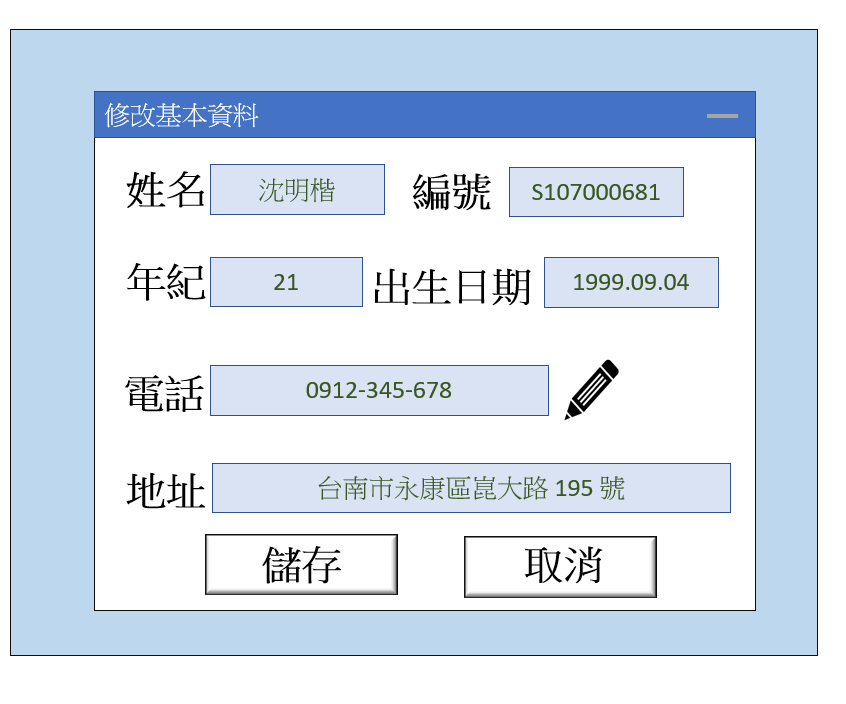 修改基本資料
姓名 沈明楷 編號 S107000681
年紀 21 出生日期 1999.09.04
電話 0912-345-678
地址 台南市永康區崑大路 195 號
儲存 取消